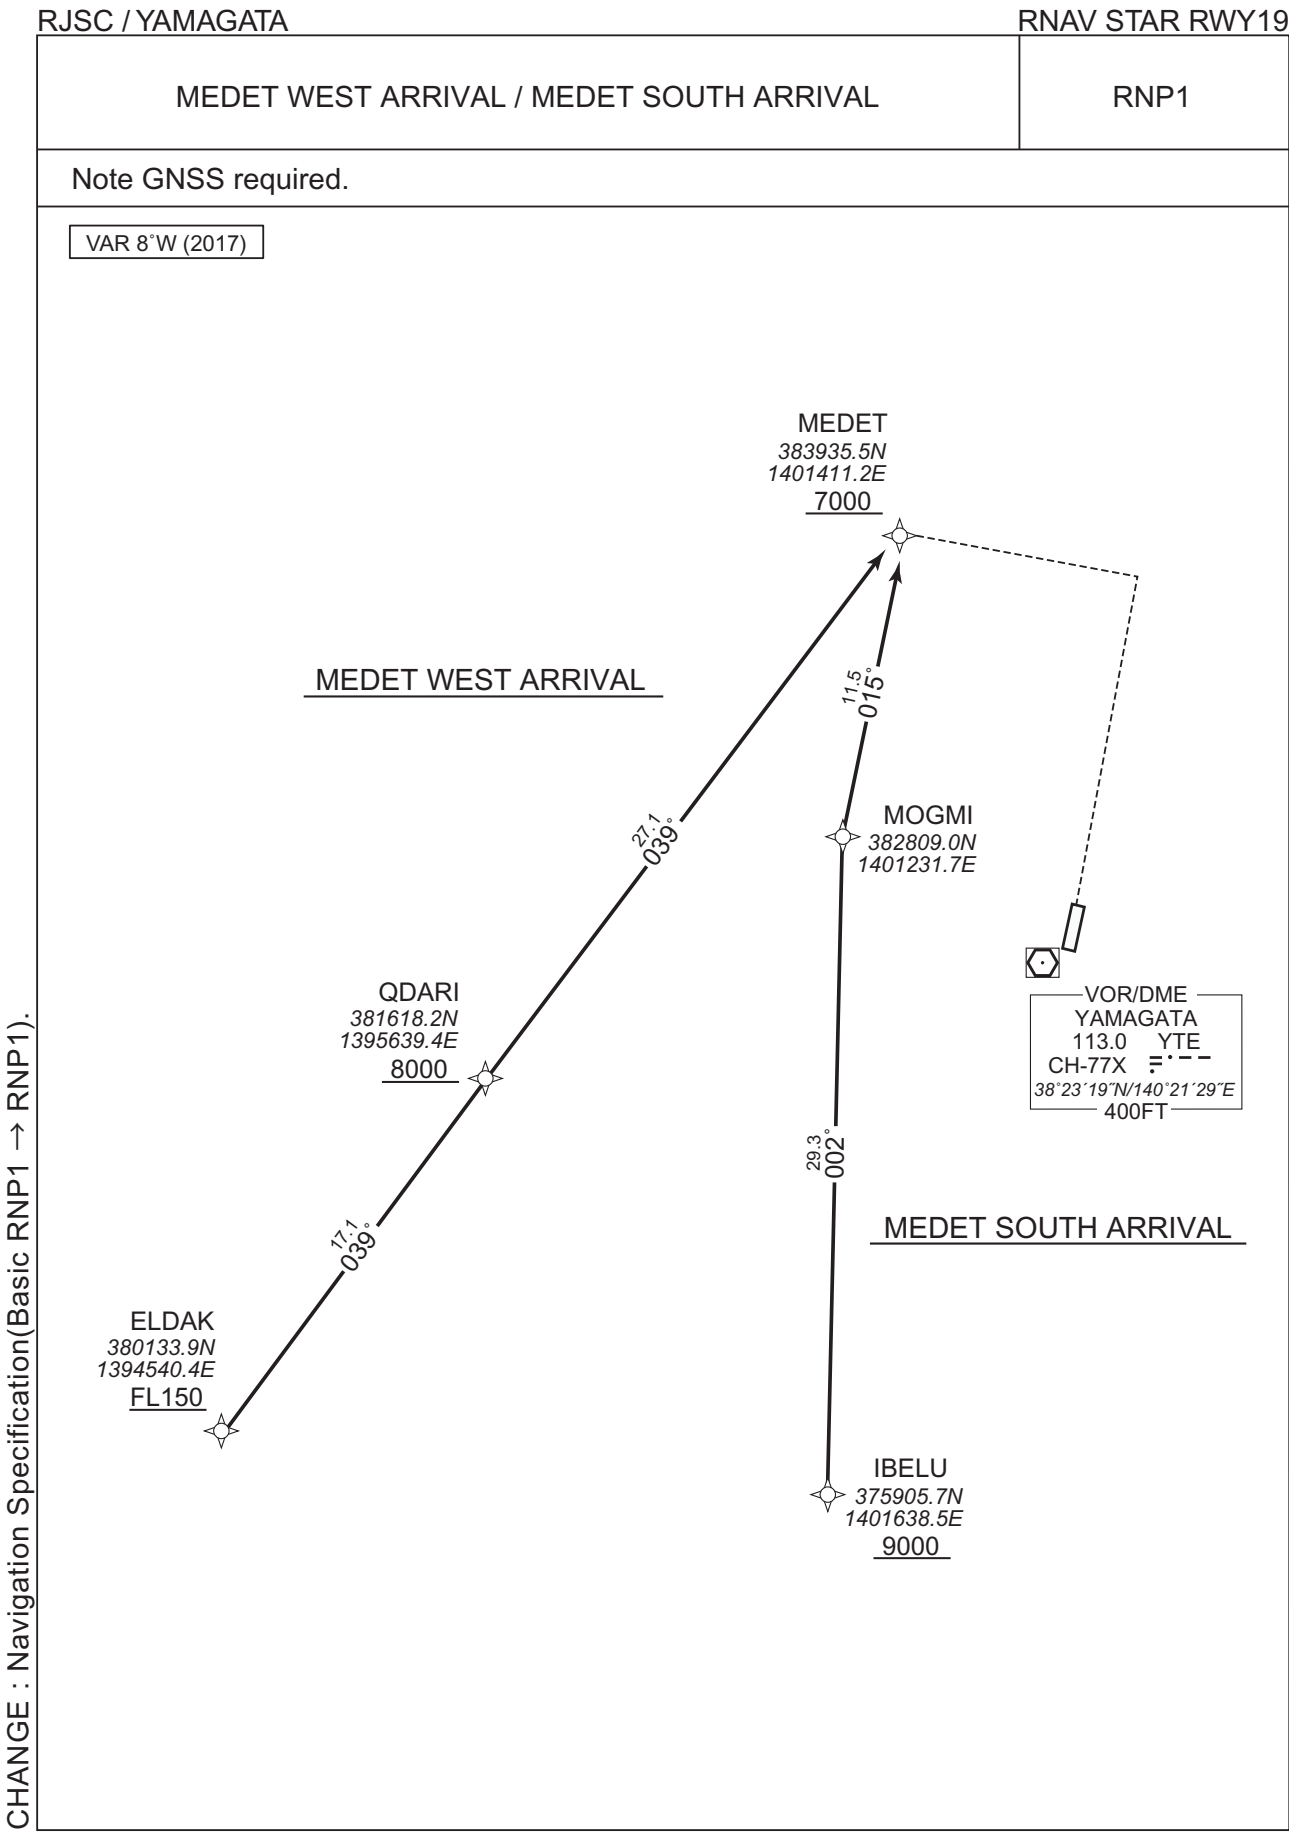 RJSC / YAMAGATA
RNAV STAR RWY19
MEDET WEST ARRIVAL / MEDET SOUTH ARRIVAL
RNP1
Note GNSS required.
VAR 8˚W (2017)
MEDET
383935.5N
1401411.2E
7000
MEDET WEST ARRIVAL
11.5
015˚
27.1
039˚
MOGMI
382809.0N
1401231.7E
QDARI
381618.2N
1395639.4E
8000
VOR/DME
YAMAGATA
113.0 YTE
CH-77X
38˚23´19˝N/140˚21´29˝E
400FT
29.3
002˚
MEDET SOUTH ARRIVAL
17.1
039˚
ELDAK
380133.9N
1394540.4E
FL150
IBELU
375905.7N
1401638.5E
9000
CHANGE : Navigation Specification(Basic RNP1 → RNP1).